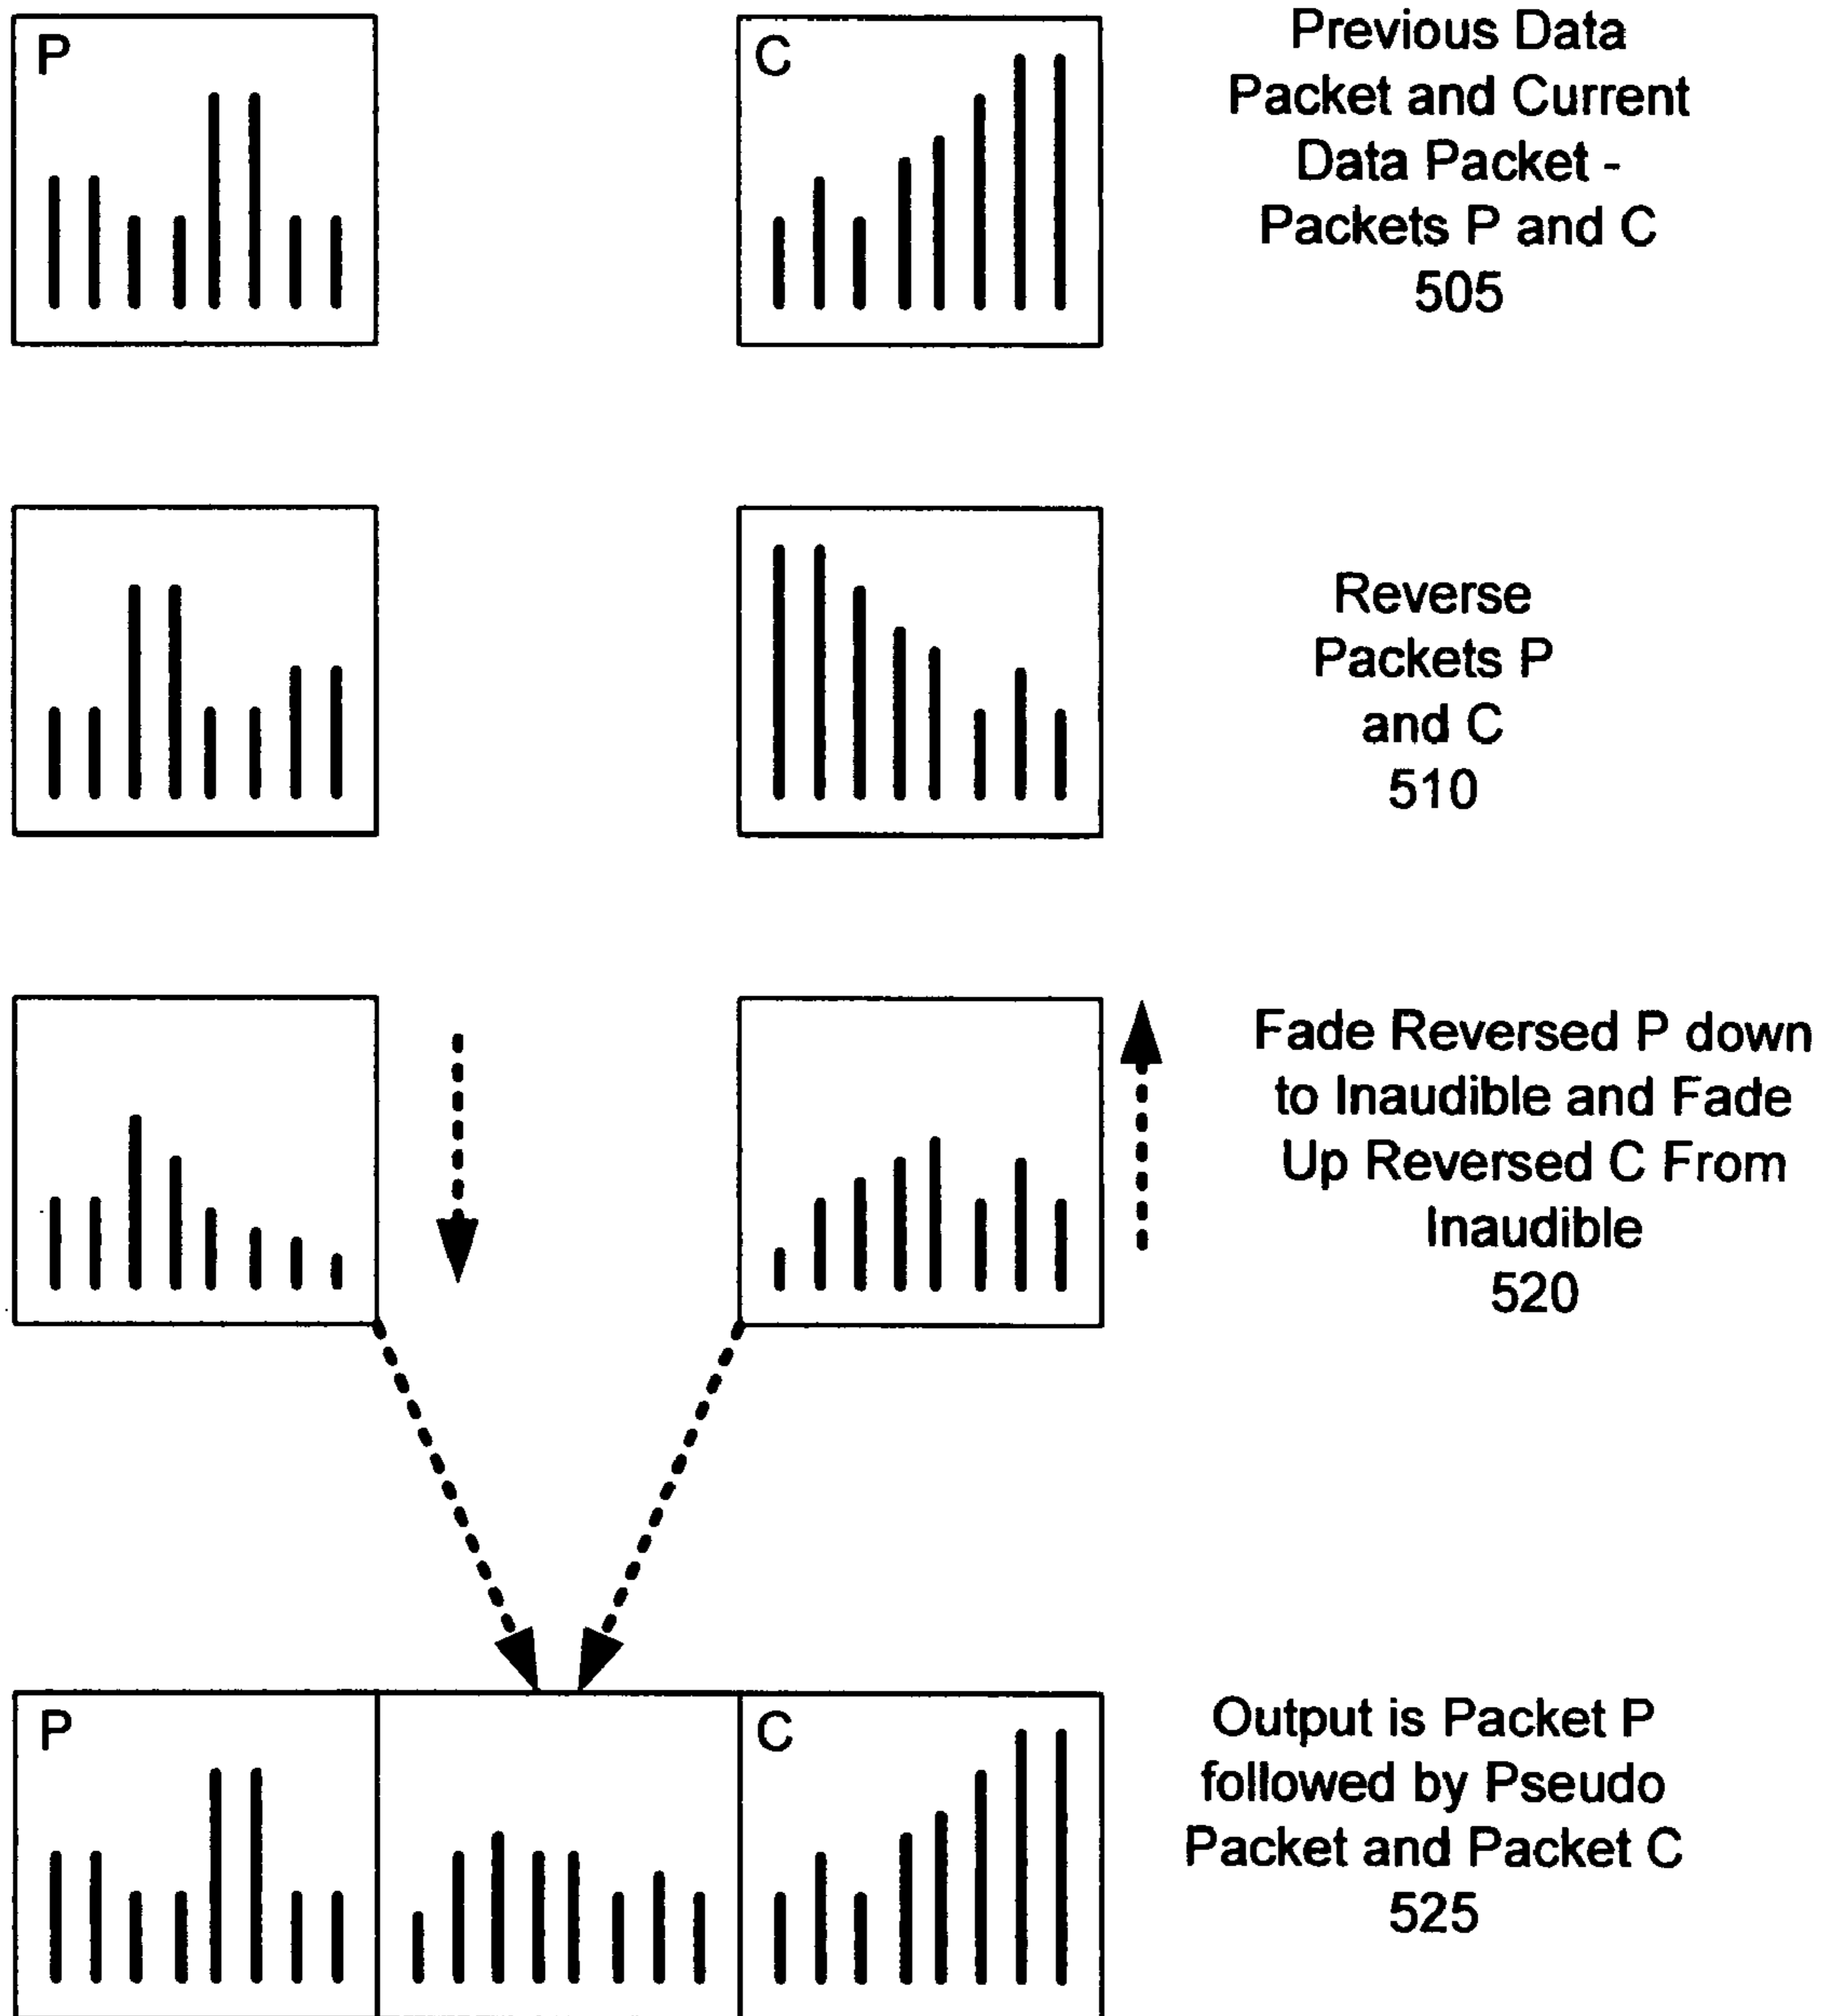 P
C
Previous Data
Packet and Current
Data Packet -
Packets P and C
505
Reverse
Packets P
and C
510
Fade Reversed P down
to Inaudible and Fade
Up Reversed C From
Inaudible
520
P
C
Output is Packet P
followed by Pseudo
Packet and Packet C
525